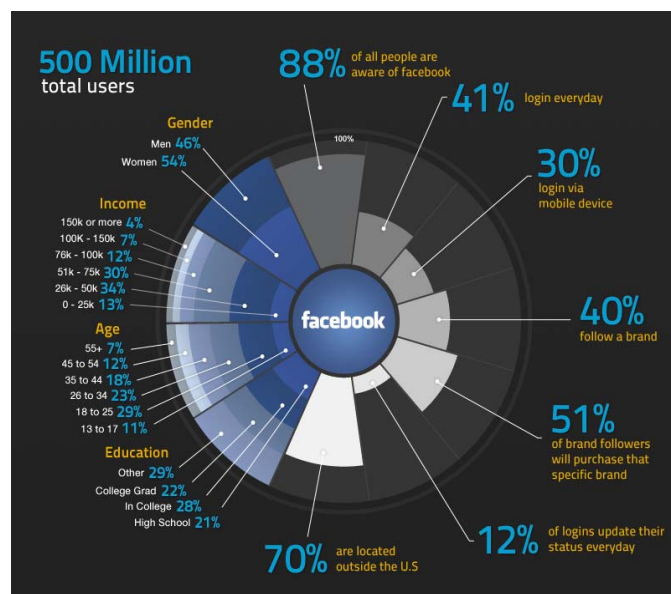 500 Million
total users
88% of all people are
aware of facebook
41% login everyday
30%
login via
mobile device
40%
follow a brand
51%
of brand followers
will purchase that
specific brand
12% of logins update their
status everyday
70% are located
outside the U.S
Gender
Men 46%
Women 54%
Income
150k or more 4%
100K - 150k 7%
76k - 100k 12%
51k - 75k 30%
26k - 50k 34%
0 - 25k 13%
Age
55+ 7%
45 to 54 12%
35 to 44 18%
26 to 34 23%
18 to 25 29%
13 to 17 11%
Education
Other 29%
College Grad 22%
In College 28%
High School 21%
100%
facebook